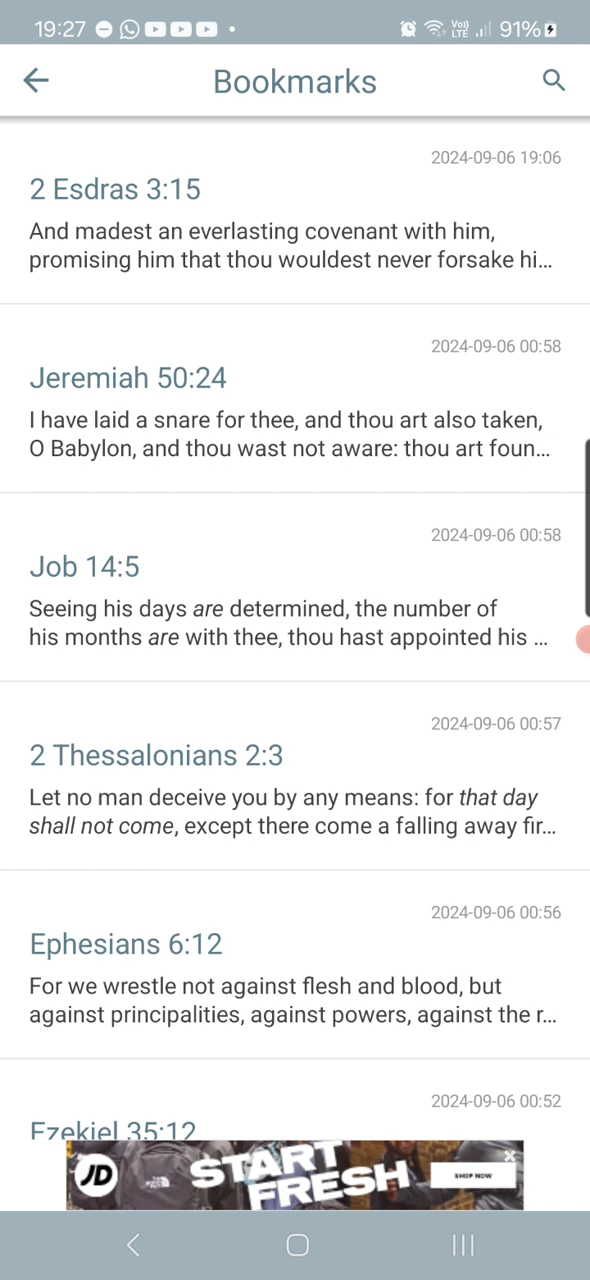 19:27
Vo)) LTE 91%
Bookmarks
2024-09-06 19:06
2 Esdras 3:15
And madest an everlasting covenant with him,
promising him that thou wouldest never forsake hi...
2024-09-06 00:58
Jeremiah 50:24
I have laid a snare for thee, and thou art also taken,
O Babylon, and thou wast not aware: thou art foun...
2024-09-06 00:58
Job 14:5
Seeing his days are determined, the number of
his months are with thee, thou hast appointed his ...
2024-09-06 00:57
2 Thessalonians 2:3
Let no man deceive you by any means: for that day
shall not come, except there come a falling away fir...
2024-09-06 00:56
Ephesians 6:12
For we wrestle not against flesh and blood, but
against principalities, against powers, against the r...
2024-09-06 00:52
Ezekiel 35:12
JD
START
FRESH
SHOP NOW